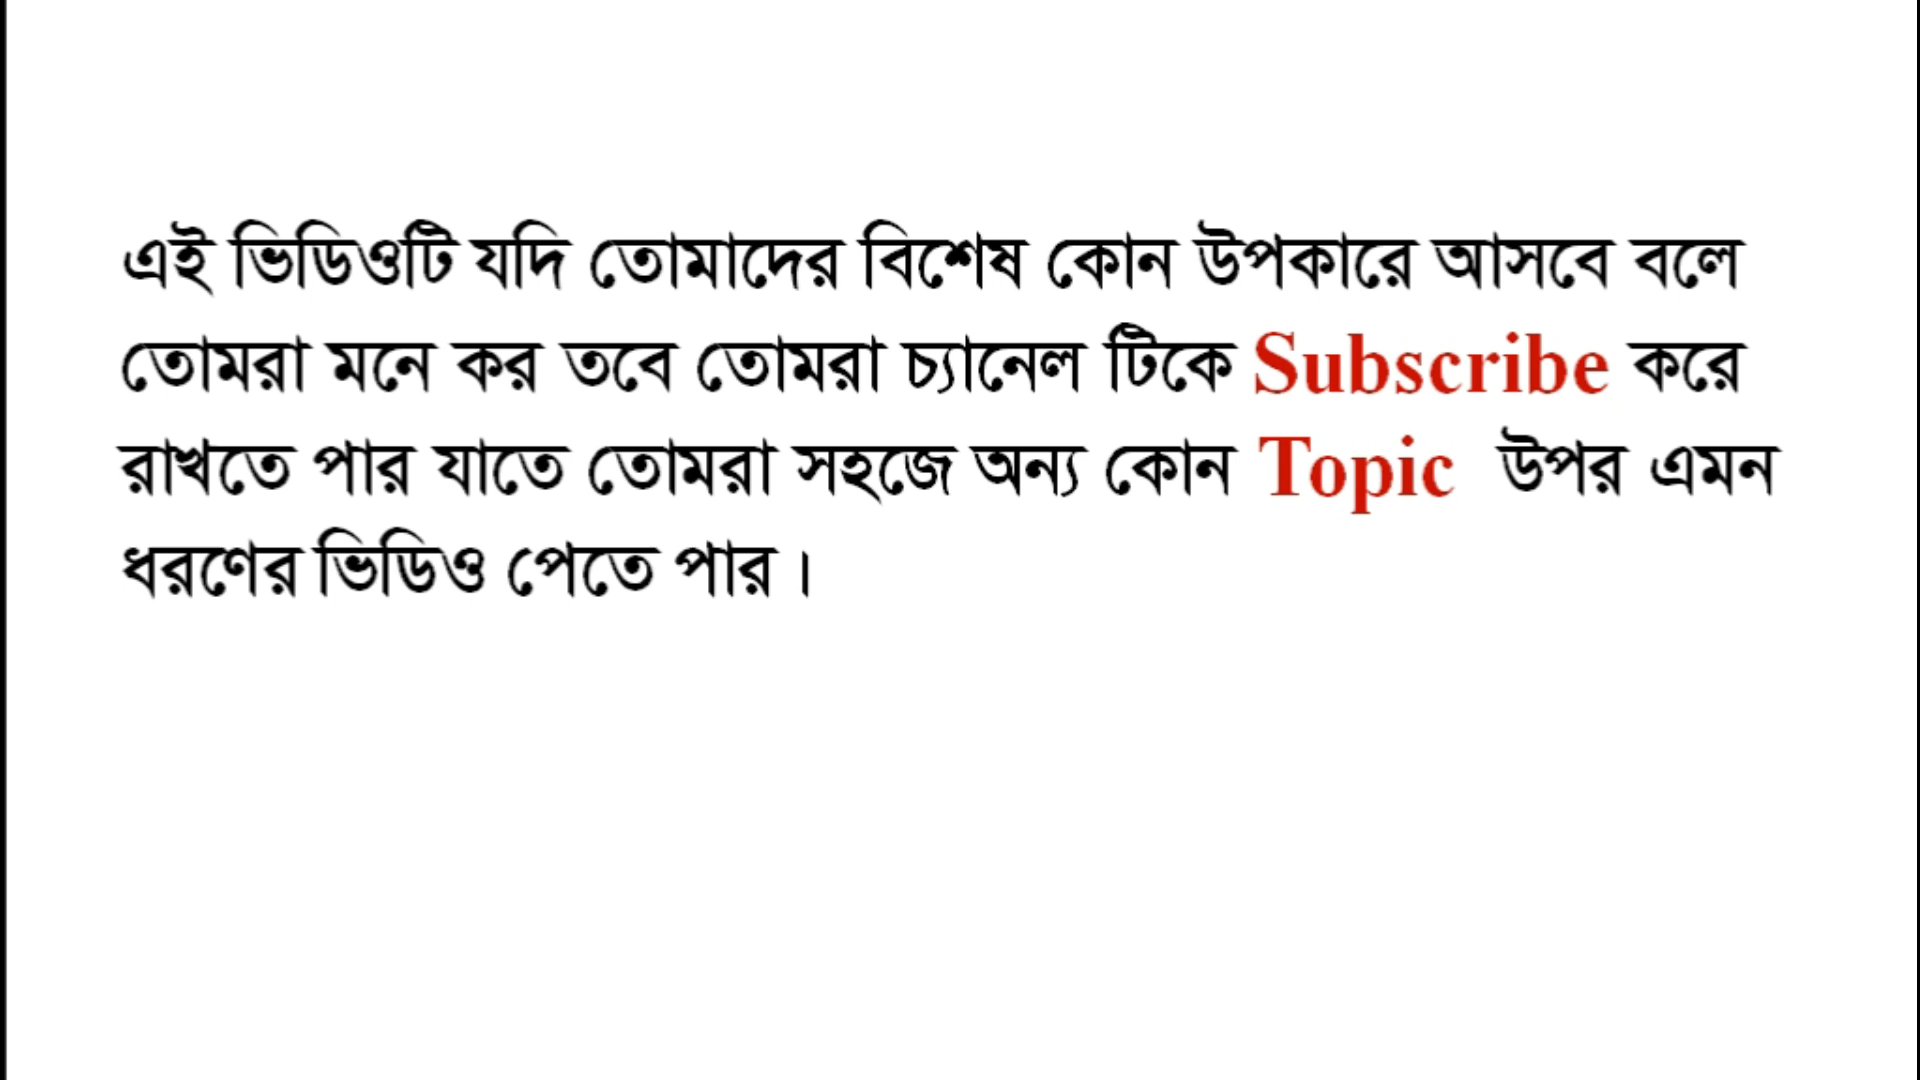 এই ভিডিওটি যদি তোমাদের বিশেষ কোন উপকারে আসবে বলে
তোমরা মনে কর তবে তোমরা চ্যানেল টিকে Subscribe করে
রাখতে পার যাতে তোমরা সহজে অন্য কোন Topic উপর এমন
ধরণের ভিডিও পেতে পার।